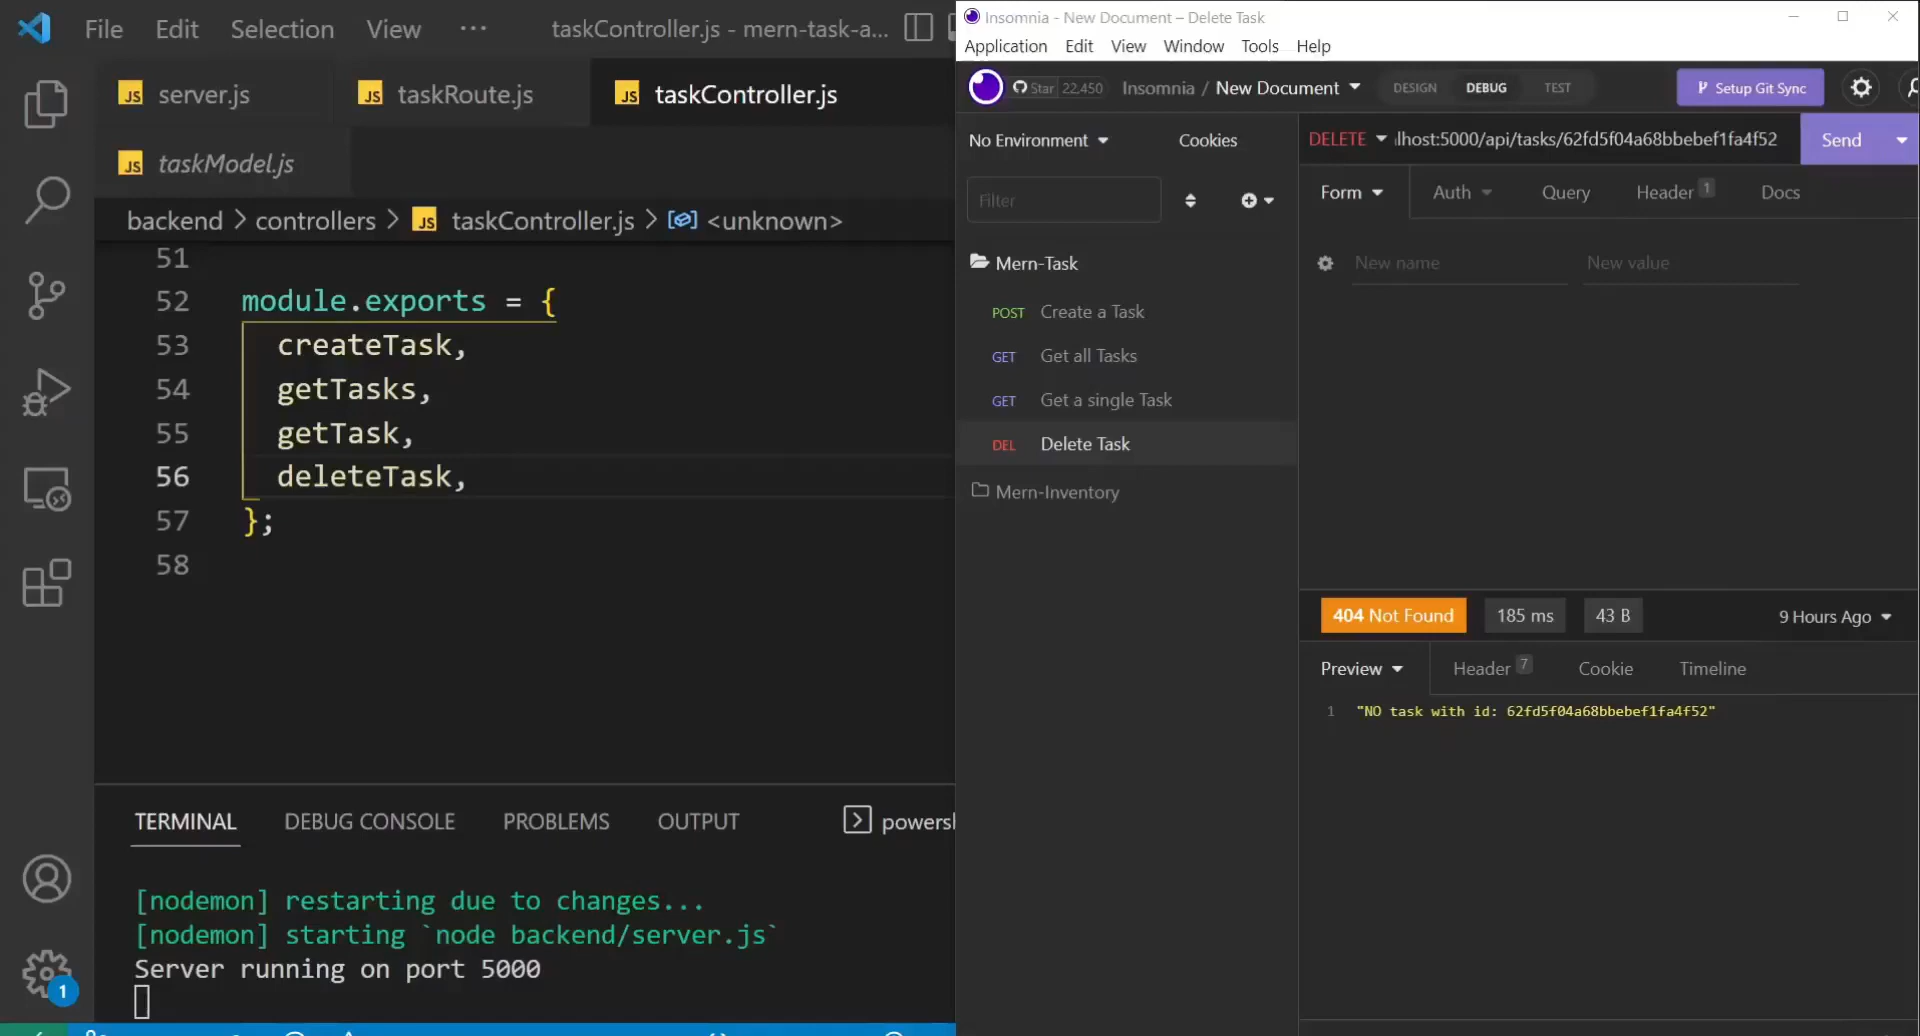 File Edit Selection View ··· taskController.js - mern-task-a...
JS server.js JS taskRoute.js JS taskController.js
JS taskModel.js
backend > controllers > JS taskController.js > <unknown>
51
52 module.exports = {
53 createTask,
54 getTasks,
55 getTask,
56 deleteTask,
57 };
58
TERMINAL DEBUG CONSOLE PROBLEMS OUTPUT powersh
[nodemon] restarting due to changes...
[nodemon] starting `node backend/server.js`
Server running on port 5000
1
Insomnia - New Document – Delete Task
Application Edit View Window Tools Help
Star 22,450 Insomnia / New Document DESIGN DEBUG TEST Setup Git Sync
No Environment Cookies
Filter
Mern-Task
POST Create a Task
GET Get all Tasks
GET Get a single Task
DEL Delete Task
Mern-Inventory
DELETE lhost:5000/api/tasks/62fd5f04a68bbebef1fa4f52 Send
Form Auth Query Header 1 Docs
New name New value
404 Not Found 185 ms 43 B 9 Hours Ago
Preview Header 7 Cookie Timeline
1 "NO task with id: 62fd5f04a68bbebef1fa4f52"